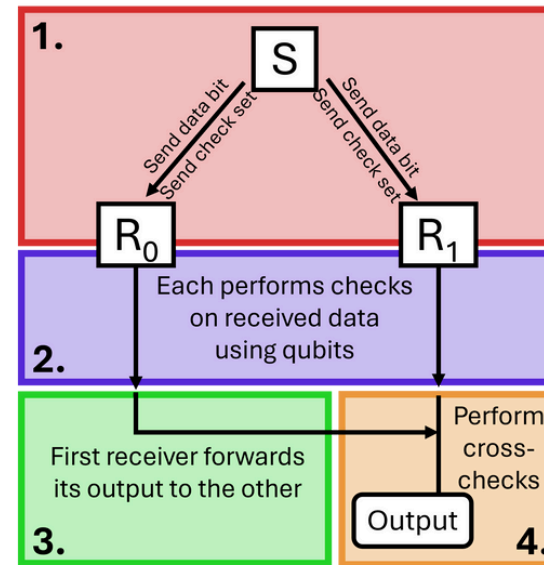 1.
S
Send data bit
Send check set
Send data bit
Send check set
R₀
R₁
Each performs checks
on received data
using qubits
2.
First receiver forwards
its output to the other
3.
Perform
cross-
checks
Output
4.